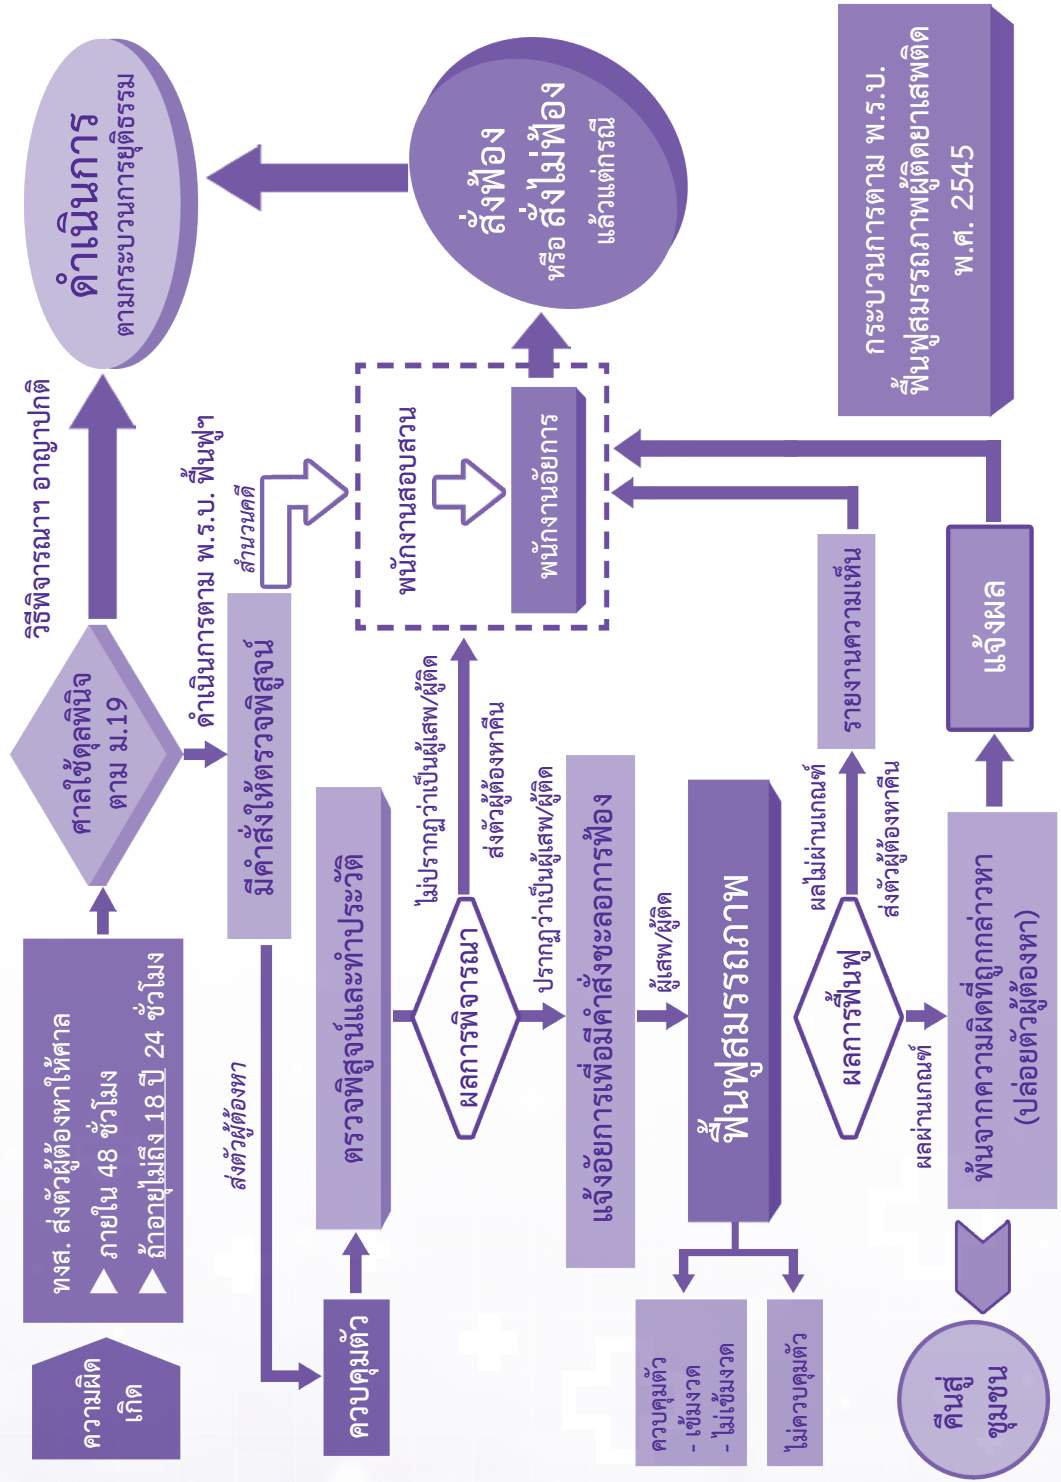 ความผิด
เกิด
ทงส. ส่งตัวผู้ต้องหาให้ศาล
ภายใน 48 ชั่วโมง
ถ้าอายุไม่ถึง 18 ปี 24 ชั่วโมง
ศาลใช้ดุลพินิจ
ตาม ม.19
วิธีพิจารณาฯ อาญาปกติ
ดำเนินการ
ตามกระบวนการยุติธรรม
ดำเนินการตาม พ.ร.บ. ฟื้นฟูฯ
มีคำสั่งให้ตรวจพิสูจน์
สำนวนคดี
ส่งตัวผู้ต้องหา
ควบคุมตัว
ตรวจพิสูจน์และทำประวัติ
พนักงานสอบสวน
พนักงานอัยการ
สั่งฟ้อง
หรือ สั่งไม่ฟ้อง
แล้วแต่กรณี
ผลการพิจารณา
ไม่ปรากฏว่าเป็นผู้เสพ/ผู้ติด
ส่งตัวผู้ต้องหาคืน
ปรากฏว่าเป็นผู้เสพ/ผู้ติด
แจ้งอัยการเพื่อมีคำสั่งชะลอการฟ้อง
ผู้เสพ/ผู้ติด
ฟื้นฟูสมรรถภาพ
ควบคุมตัว
- เข้มงวด
- ไม่เข้มงวด
ไม่ควบคุมตัว
ผลการฟื้นฟู
ผลไม่ผ่านเกณฑ์
ส่งตัวผู้ต้องหาคืน
รายงานความเห็น
ผลผ่านเกณฑ์
พ้นจากความผิดที่ถูกกล่าวหา
(ปล่อยตัวผู้ต้องหา)
แจ้งผล
คืนสู่
ชุมชน
กระบวนการตาม พ.ร.บ.
ฟื้นฟูสมรรถภาพผู้ติดยาเสพติด
พ.ศ. 2545